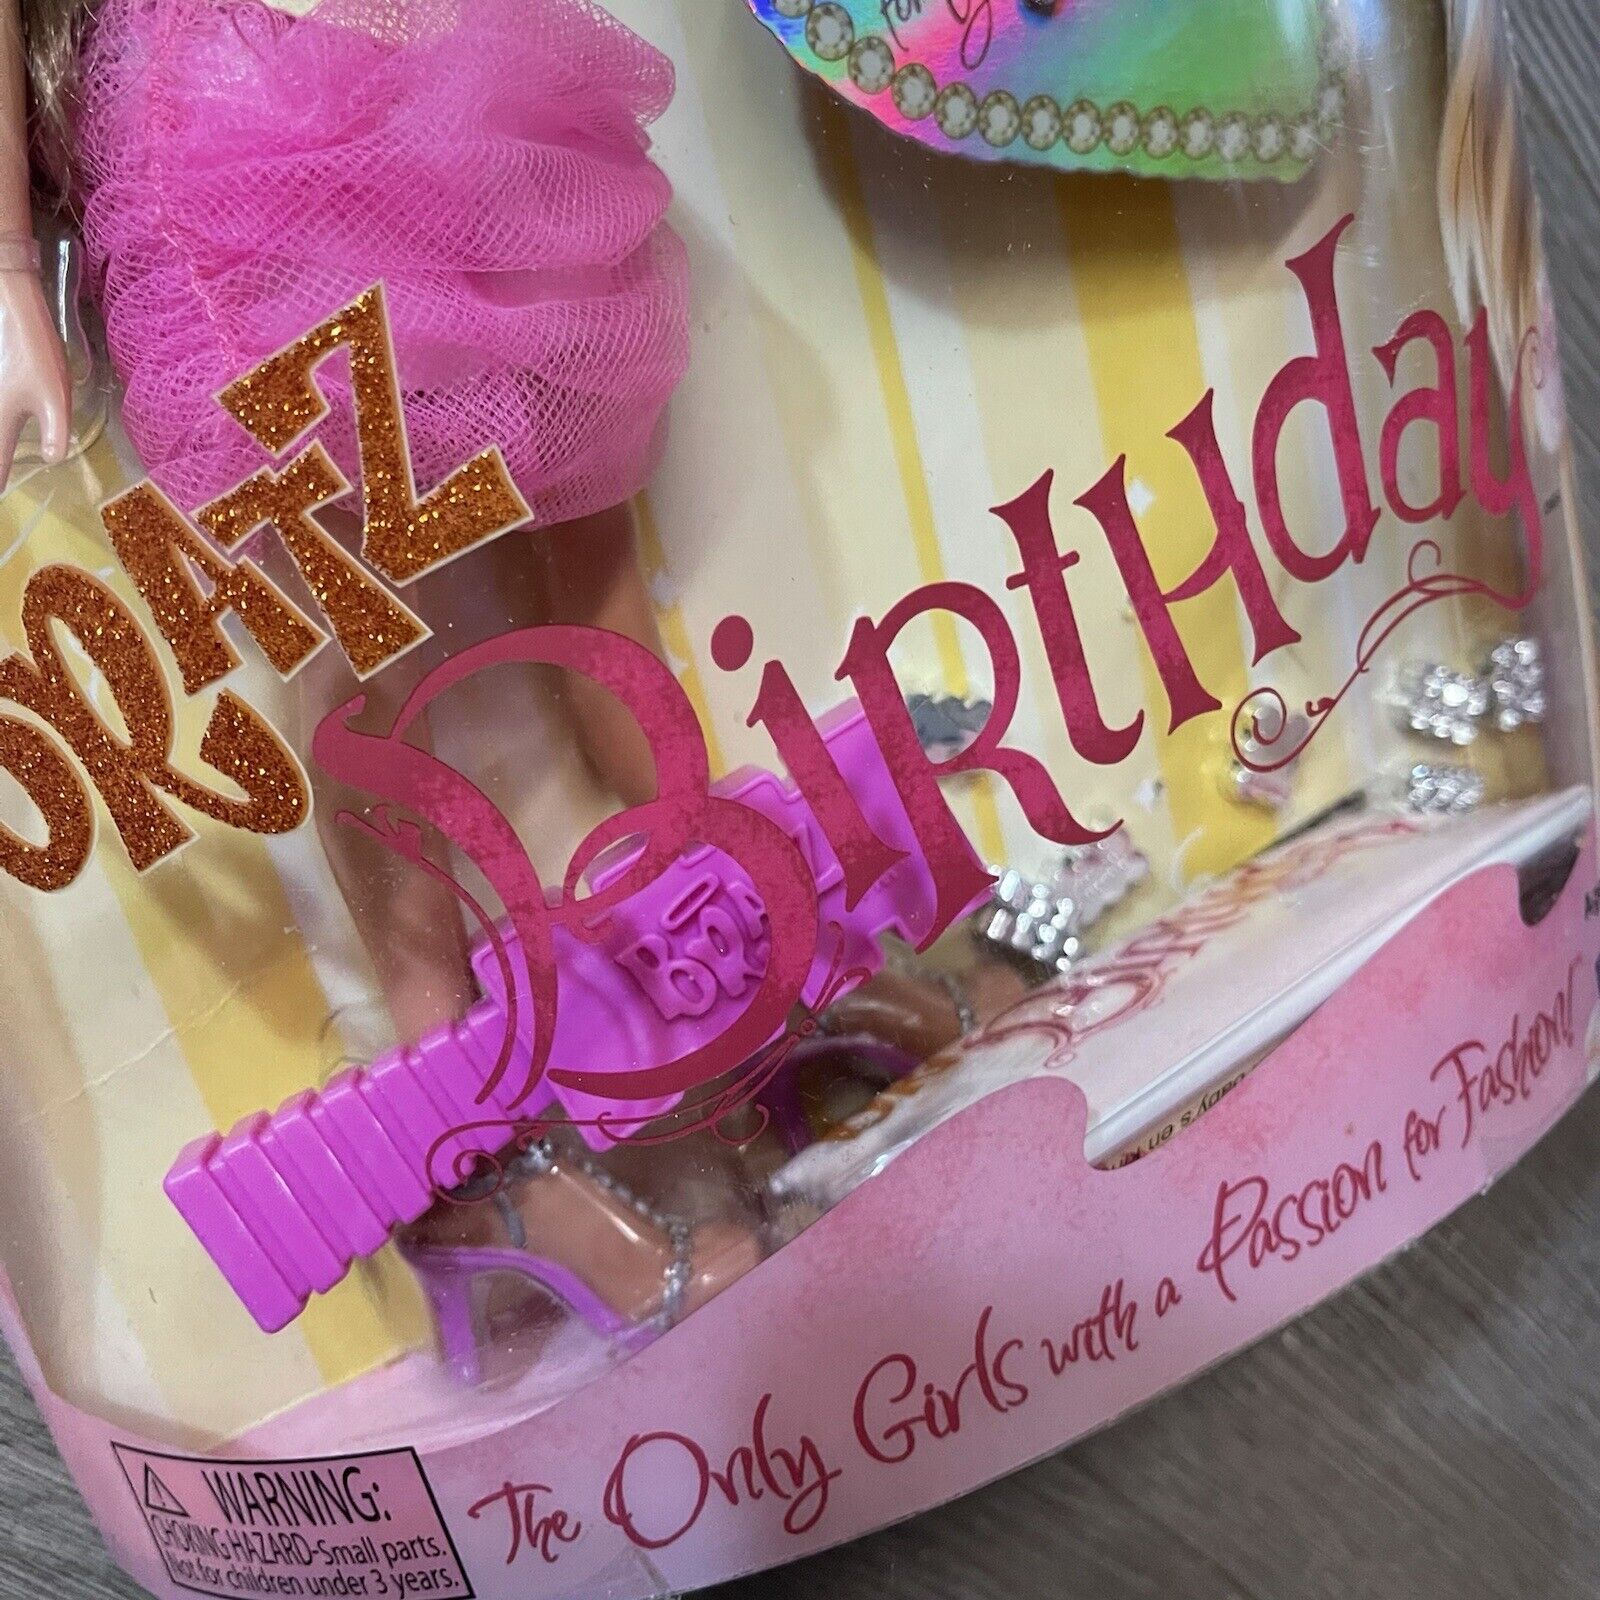 for
BRATZ
Birthday
The Only Girls with a Passion for Fashion!
WARNING:
CHOKING HAZARD-Small parts.
Not for children under 3 years.